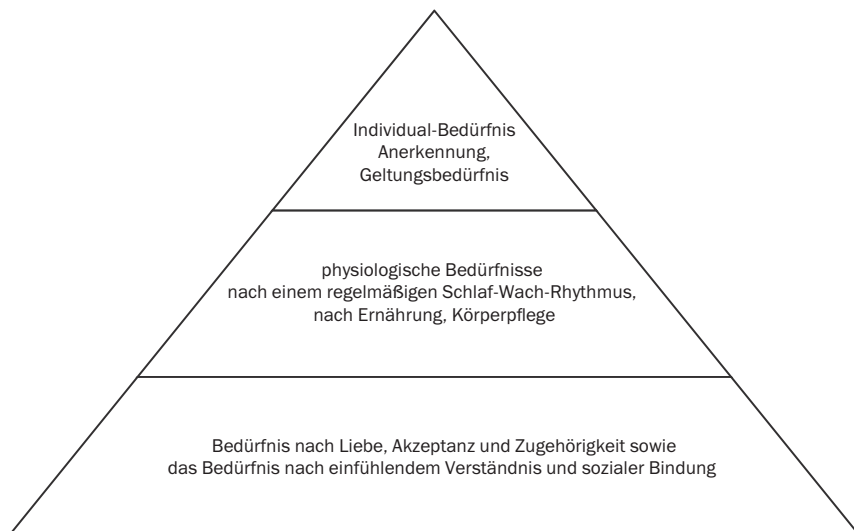 Individual-Bedürfnis
Anerkennung,
Geltungsbedürfnis
physiologische Bedürfnisse
nach einem regelmäßigen Schlaf-Wach-Rhythmus,
nach Ernährung, Körperpflege
Bedürfnis nach Liebe, Akzeptanz und Zugehörigkeit sowie
das Bedürfnis nach einfühlendem Verständnis und sozialer Bindung